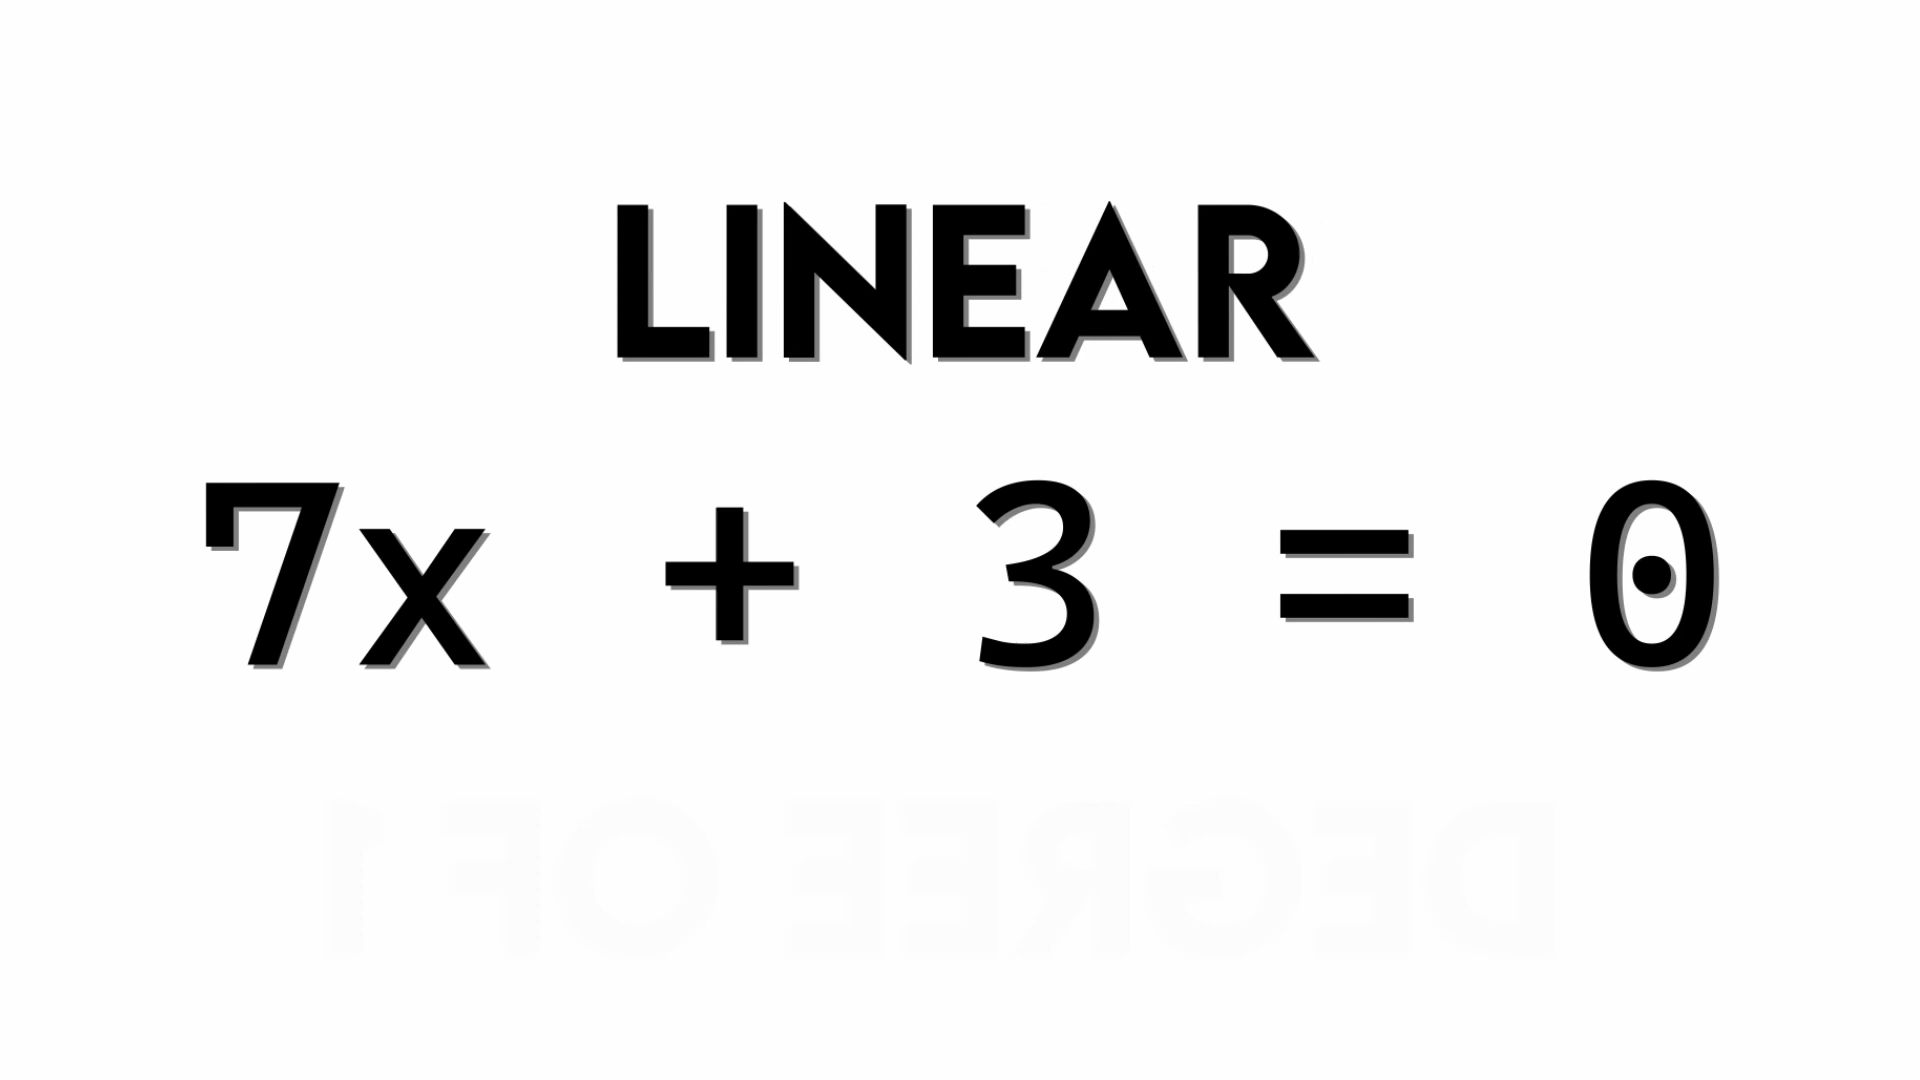 LINEAR
7x + 3 = 0
DEGREE OF 1